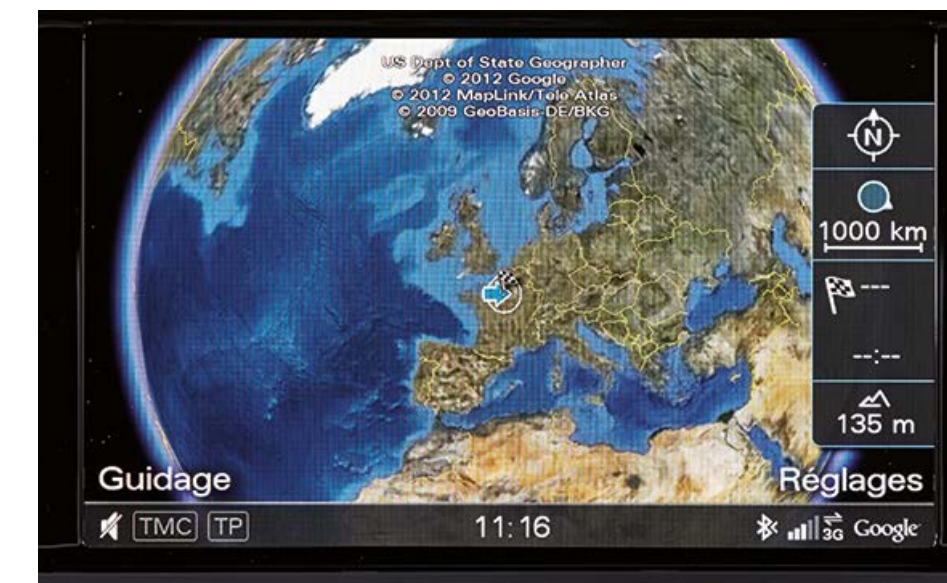 US Dept of State Geographer
© 2012 Google
© 2012 MapLink/Tele Atlas
© 2009 GeoBasis-DE/BKG
N
1000 km
---
--:--
135 m
Guidage
Réglages
TMC TP 11:16 3G Google